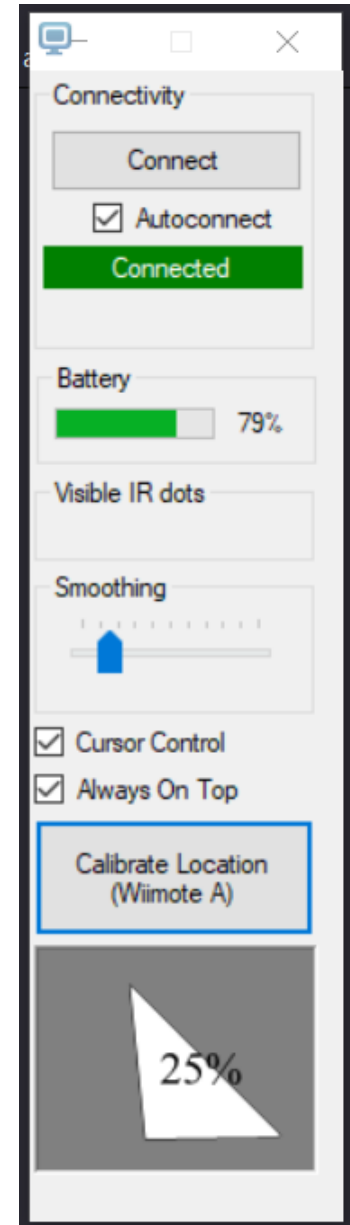 Connectivity
Connect
Autoconnect
Connected
Battery
79%
Visible IR dots
Smoothing
Cursor Control
Always On Top
Calibrate Location
(Wiimote A)
25%